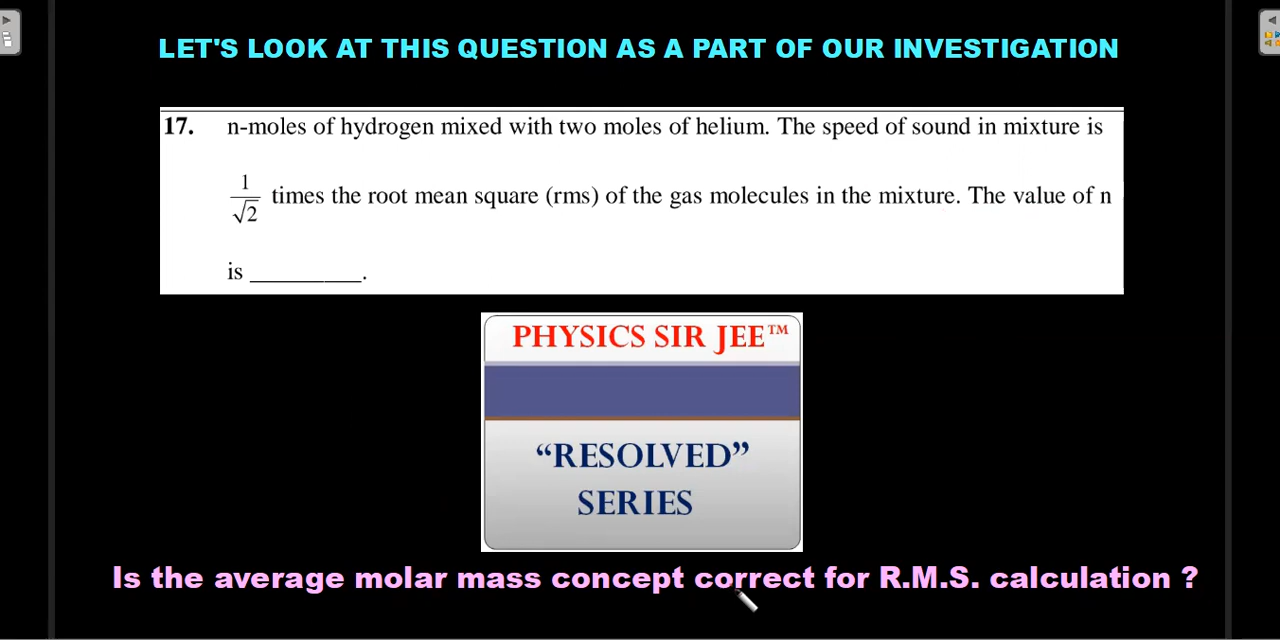 LET'S LOOK AT THIS QUESTION AS A PART OF OUR INVESTIGATION
17. n-moles of hydrogen mixed with two moles of helium. The speed of sound in mixture is
1/√2 times the root mean square (rms) of the gas molecules in the mixture. The value of n
is _________.
PHYSICS SIR JEE™
“RESOLVED”
SERIES
Is the average molar mass concept correct for R.M.S. calculation ?